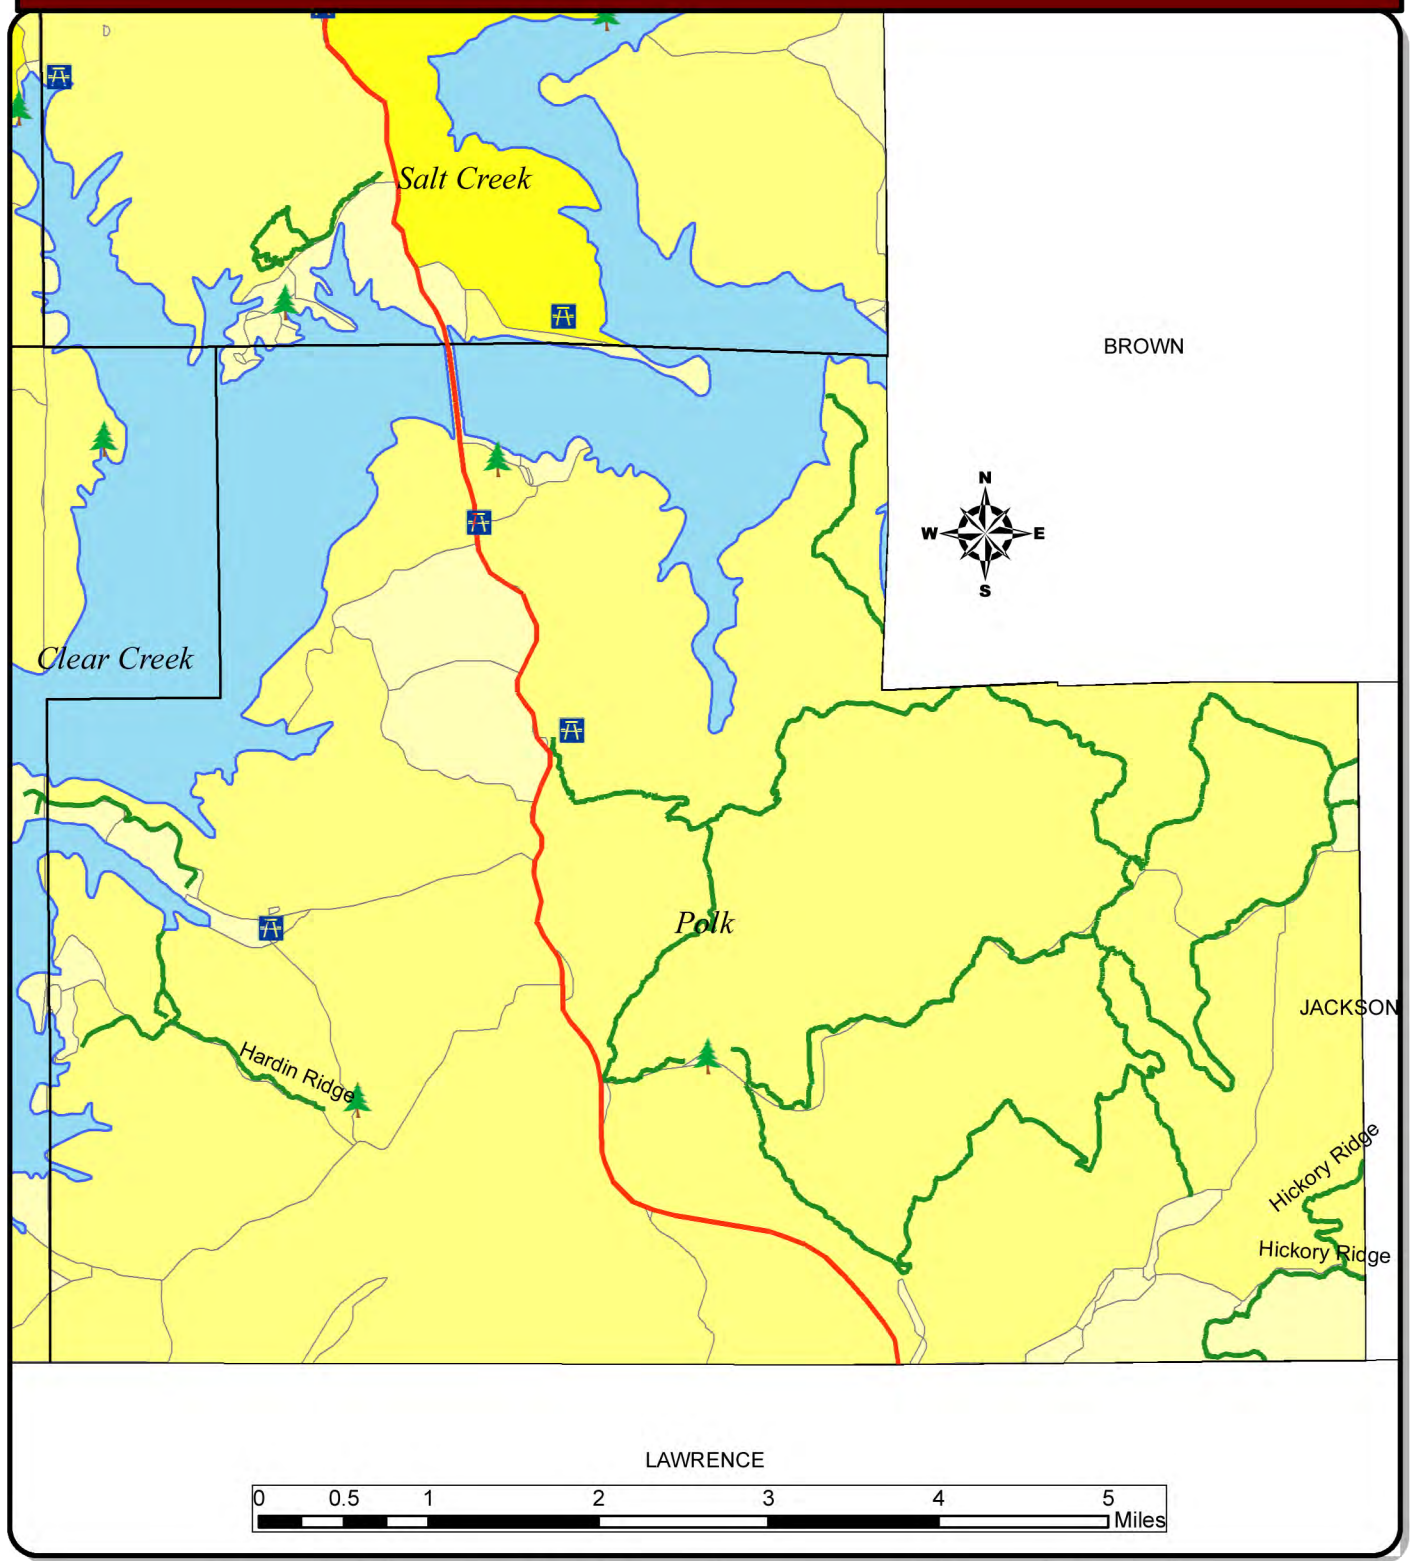 Salt Creek
BROWN
N
W E
S
Clear Creek
Polk
JACKSON
Hardin Ridge
Hickory Ridge
Hickory Ridge
LAWRENCE
0 0.5 1 2 3 4 5
Miles